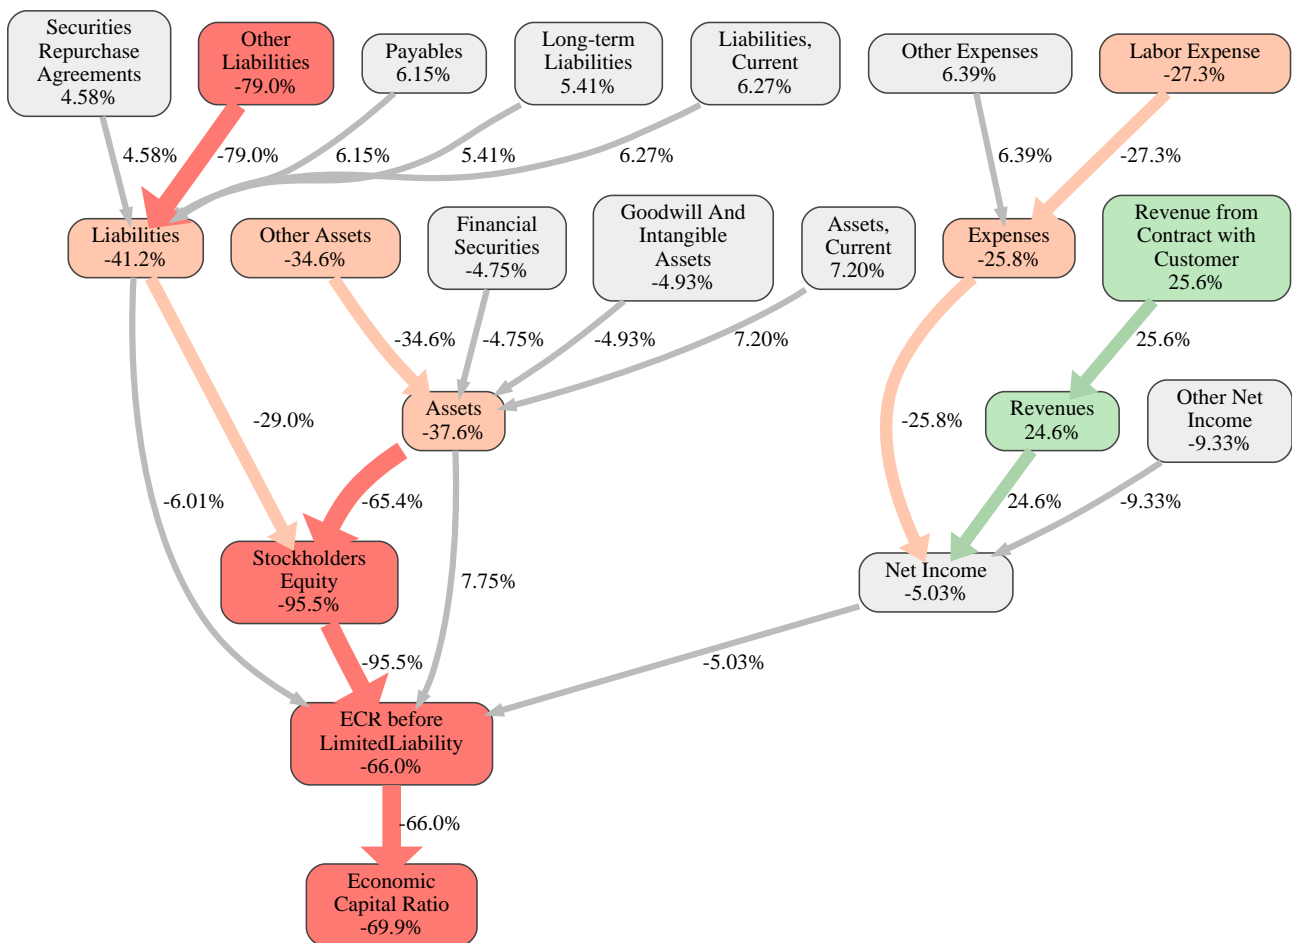 Securities
Repurchase
Agreements
4.58%
Other
Liabilities
-79.0%
Payables
6.15%
Long-term
Liabilities
5.41%
Liabilities,
Current
6.27%
Other Expenses
6.39%
Labor Expense
-27.3%
4.58%
-79.0%
6.15%
5.41%
6.27%
6.39%
-27.3%
Liabilities
-41.2%
Other Assets
-34.6%
Financial
Securities
-4.75%
Goodwill And
Intangible
Assets
-4.93%
Assets,
Current
7.20%
Expenses
-25.8%
Revenue from
Contract with
Customer
25.6%
-34.6%
-4.75%
-4.93%
7.20%
25.6%
-29.0%
Assets
-37.6%
-25.8%
Revenues
24.6%
Other Net
Income
-9.33%
-6.01%
-65.4%
24.6%
-9.33%
Stockholders
Equity
-95.5%
7.75%
Net Income
-5.03%
-95.5%
-5.03%
ECR before
LimitedLiability
-66.0%
-66.0%
Economic
Capital Ratio
-69.9%